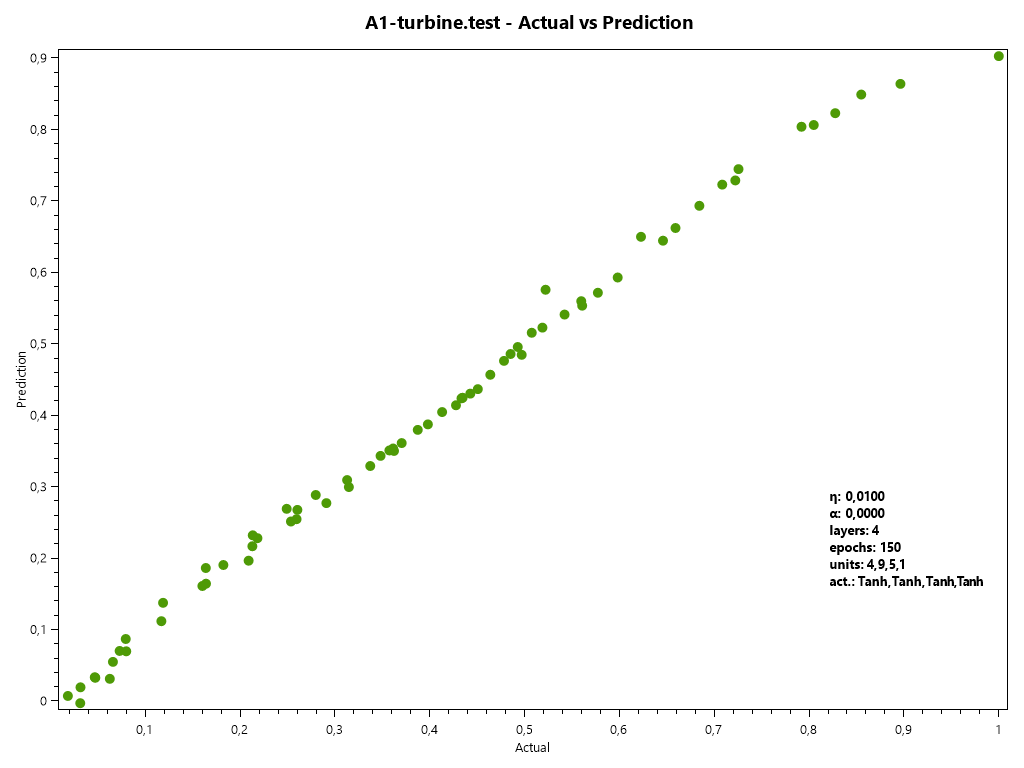 A1-turbine.test - Actual vs Prediction
0,9
0,8
0,7
0,6
0,5
0,4
0,3
0,2
0,1
0
Prediction
η: 0,0100
α: 0,0000
layers: 4
epochs: 150
units: 4,9,5,1
act.: Tanh,Tanh,Tanh,Tanh
0,1 0,2 0,3 0,4 0,5 0,6 0,7 0,8 0,9 1
Actual